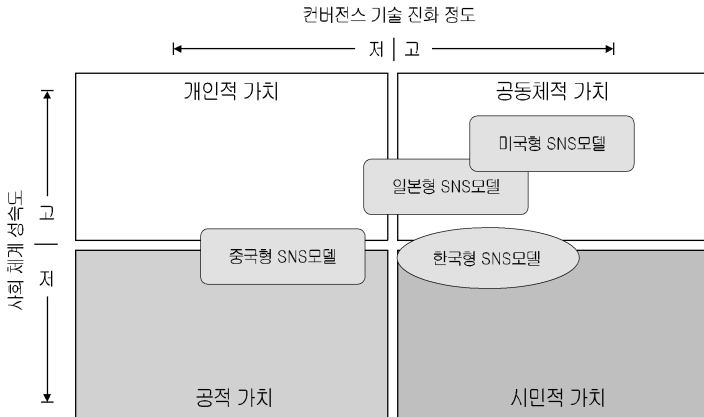 컨버전스 기술 진화 정도
저 고
개인적 가치
공동체적 가치
미국형 SNS모델
일본형 SNS모델
사회 체계 성숙도
고
저
중국형 SNS모델
한국형 SNS모델
공적 가치
시민적 가치